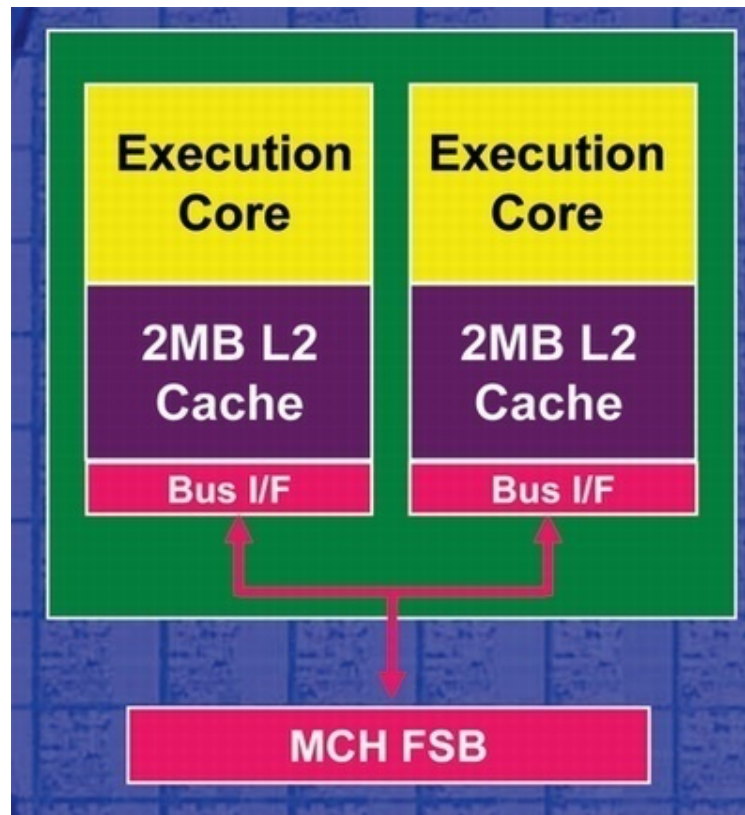 Execution
Core
2MB L2
Cache
Bus I/F
Execution
Core
2MB L2
Cache
Bus I/F
MCH FSB